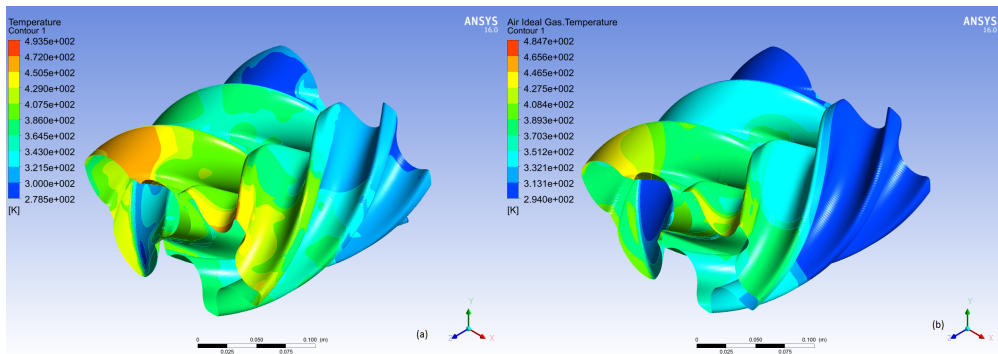 Temperature
Contour 1
4.935e+002
4.720e+002
4.505e+002
4.290e+002
4.075e+002
3.860e+002
3.645e+002
3.430e+002
3.215e+002
3.000e+002
2.785e+002
[K]
ANSYS
16.0
0 0.050 0.100 (m)
0.025 0.075
(a)
Y
Z X
Air Ideal Gas.Temperature
Contour 1
4.847e+002
4.656e+002
4.465e+002
4.275e+002
4.084e+002
3.893e+002
3.703e+002
3.512e+002
3.321e+002
3.131e+002
2.940e+002
[K]
ANSYS
16.0
0 0.050 0.100 (m)
0.025 0.075
(b)
Y
Z X